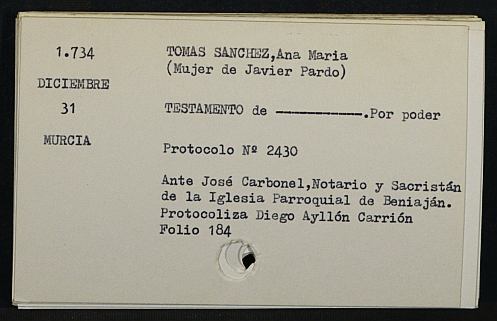 1.734
TOMAS SANCHEZ,Ana Maria
(Mujer de Javier Pardo)
DICIEMBRE
31
TESTAMENTO de —————————.Por poder
MURCIA
Protocolo Nº 2430
Ante José Carbonel,Notario y Sacristán
de la Iglesia Parroquial de Beniaján.
Protocoliza Diego Ayllón Carrión
Folio 184